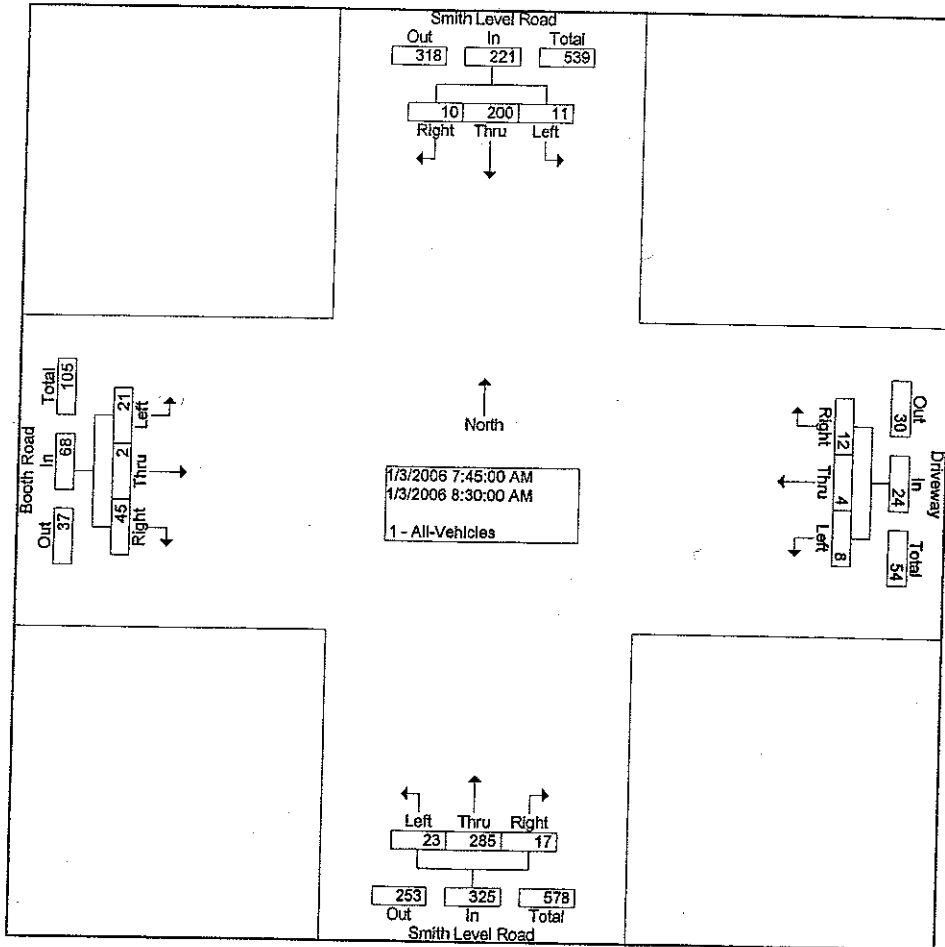 Smith Level Road
Out In Total
318 221 539
10 200 11
Right Thru Left
Total In Out
105 68 37
Booth Road
21 2 45
Left Thru Right
North
1/3/2006 7:45:00 AM
1/3/2006 8:30:00 AM
1 - All-Vehicles
Right Thru Left
12 4 8
Out In Total
30 24 54
Driveway
Left Thru Right
23 285 17
253 325 578
Out In Total
Smith Level Road